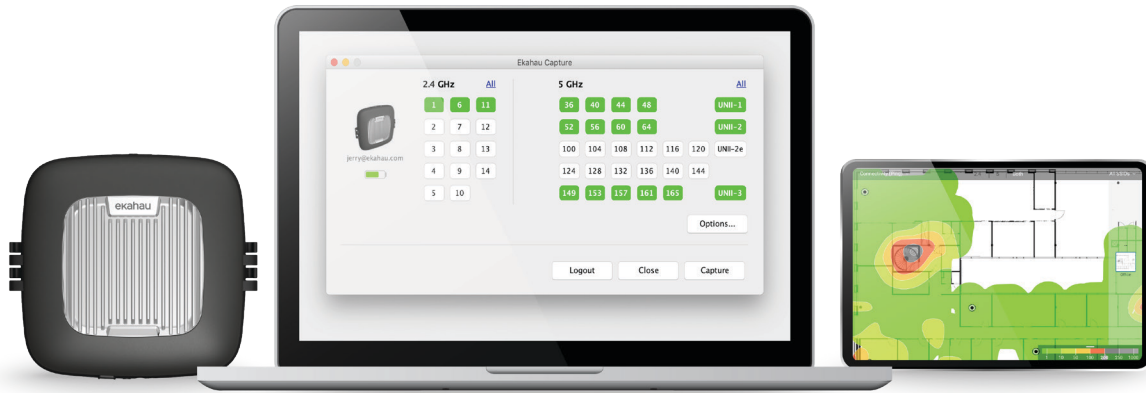 ekahau
Ekahau Capture
2.4 GHz All
1 6 11
2 7 12
3 8 13
4 9 14
5 10
jerry@ekahau.com
5 GHz All
36 40 44 48 UNII-1
52 56 60 64 UNII-2
100 104 108 112 116 120 UNII-2e
124 128 132 136 140 144
149 153 157 161 165 UNII-3
Options...
Logout Close Capture